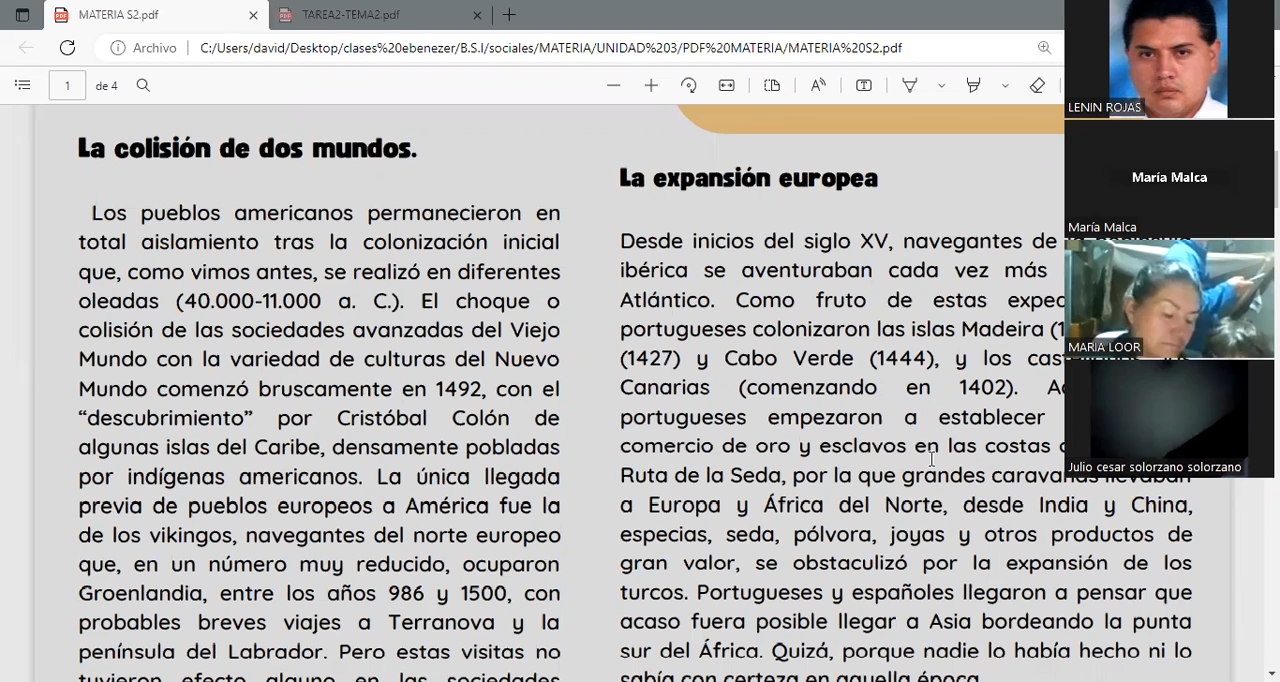 MATERIA S2.pdf
TAREA2-TEMA2.pdf
Archivo
C:/Users/david/Desktop/clases%20ebenezer/B.S.I/sociales/MATERIA/UNIDAD%203/PDF%20MATERIA/MATERIA%20S2.pdf
1 de 4
La colisión de dos mundos.
Los pueblos americanos permanecieron en
total aislamiento tras la colonización inicial
que, como vimos antes, se realizó en diferentes
oleadas (40.000-11.000 a. C.). El choque o
colisión de las sociedades avanzadas del Viejo
Mundo con la variedad de culturas del Nuevo
Mundo comenzó bruscamente en 1492, con el
“descubrimiento” por Cristóbal Colón de
algunas islas del Caribe, densamente pobladas
por indígenas americanos. La única llegada
previa de pueblos europeos a América fue la
de los vikingos, navegantes del norte europeo
que, en un número muy reducido, ocuparon
Groenlandia, entre los años 986 y 1500, con
probables breves viajes a Terranova y la
península del Labrador. Pero estas visitas no
tuvieron efecto alguno en las sociedades
La expansión europea
Desde inicios del siglo XV, navegantes de
ibérica se aventuraban cada vez más
Atlántico. Como fruto de estas
portugueses colonizaron las islas Madeira
(1427) y Cabo Verde (1444), y los
Canarias (comenzando en 1402).
portugueses empezaron a establecer
comercio de oro y esclavos en las costas
Ruta de la Seda, por la que grandes caravanas llevaban
a Europa y África del Norte, desde India y China,
especias, seda, pólvora, joyas y otros productos de
gran valor, se obstaculizó por la expansión de los
turcos. Portugueses y españoles llegaron a pensar que
acaso fuera posible llegar a Asia bordeando la punta
sur del África. Quizá, porque nadie lo había hecho ni lo
sabía con certeza en aquella época
LENIN ROJAS
María Malca
María Malca
MARIA LOOR
Julio cesar solorzano solorzano